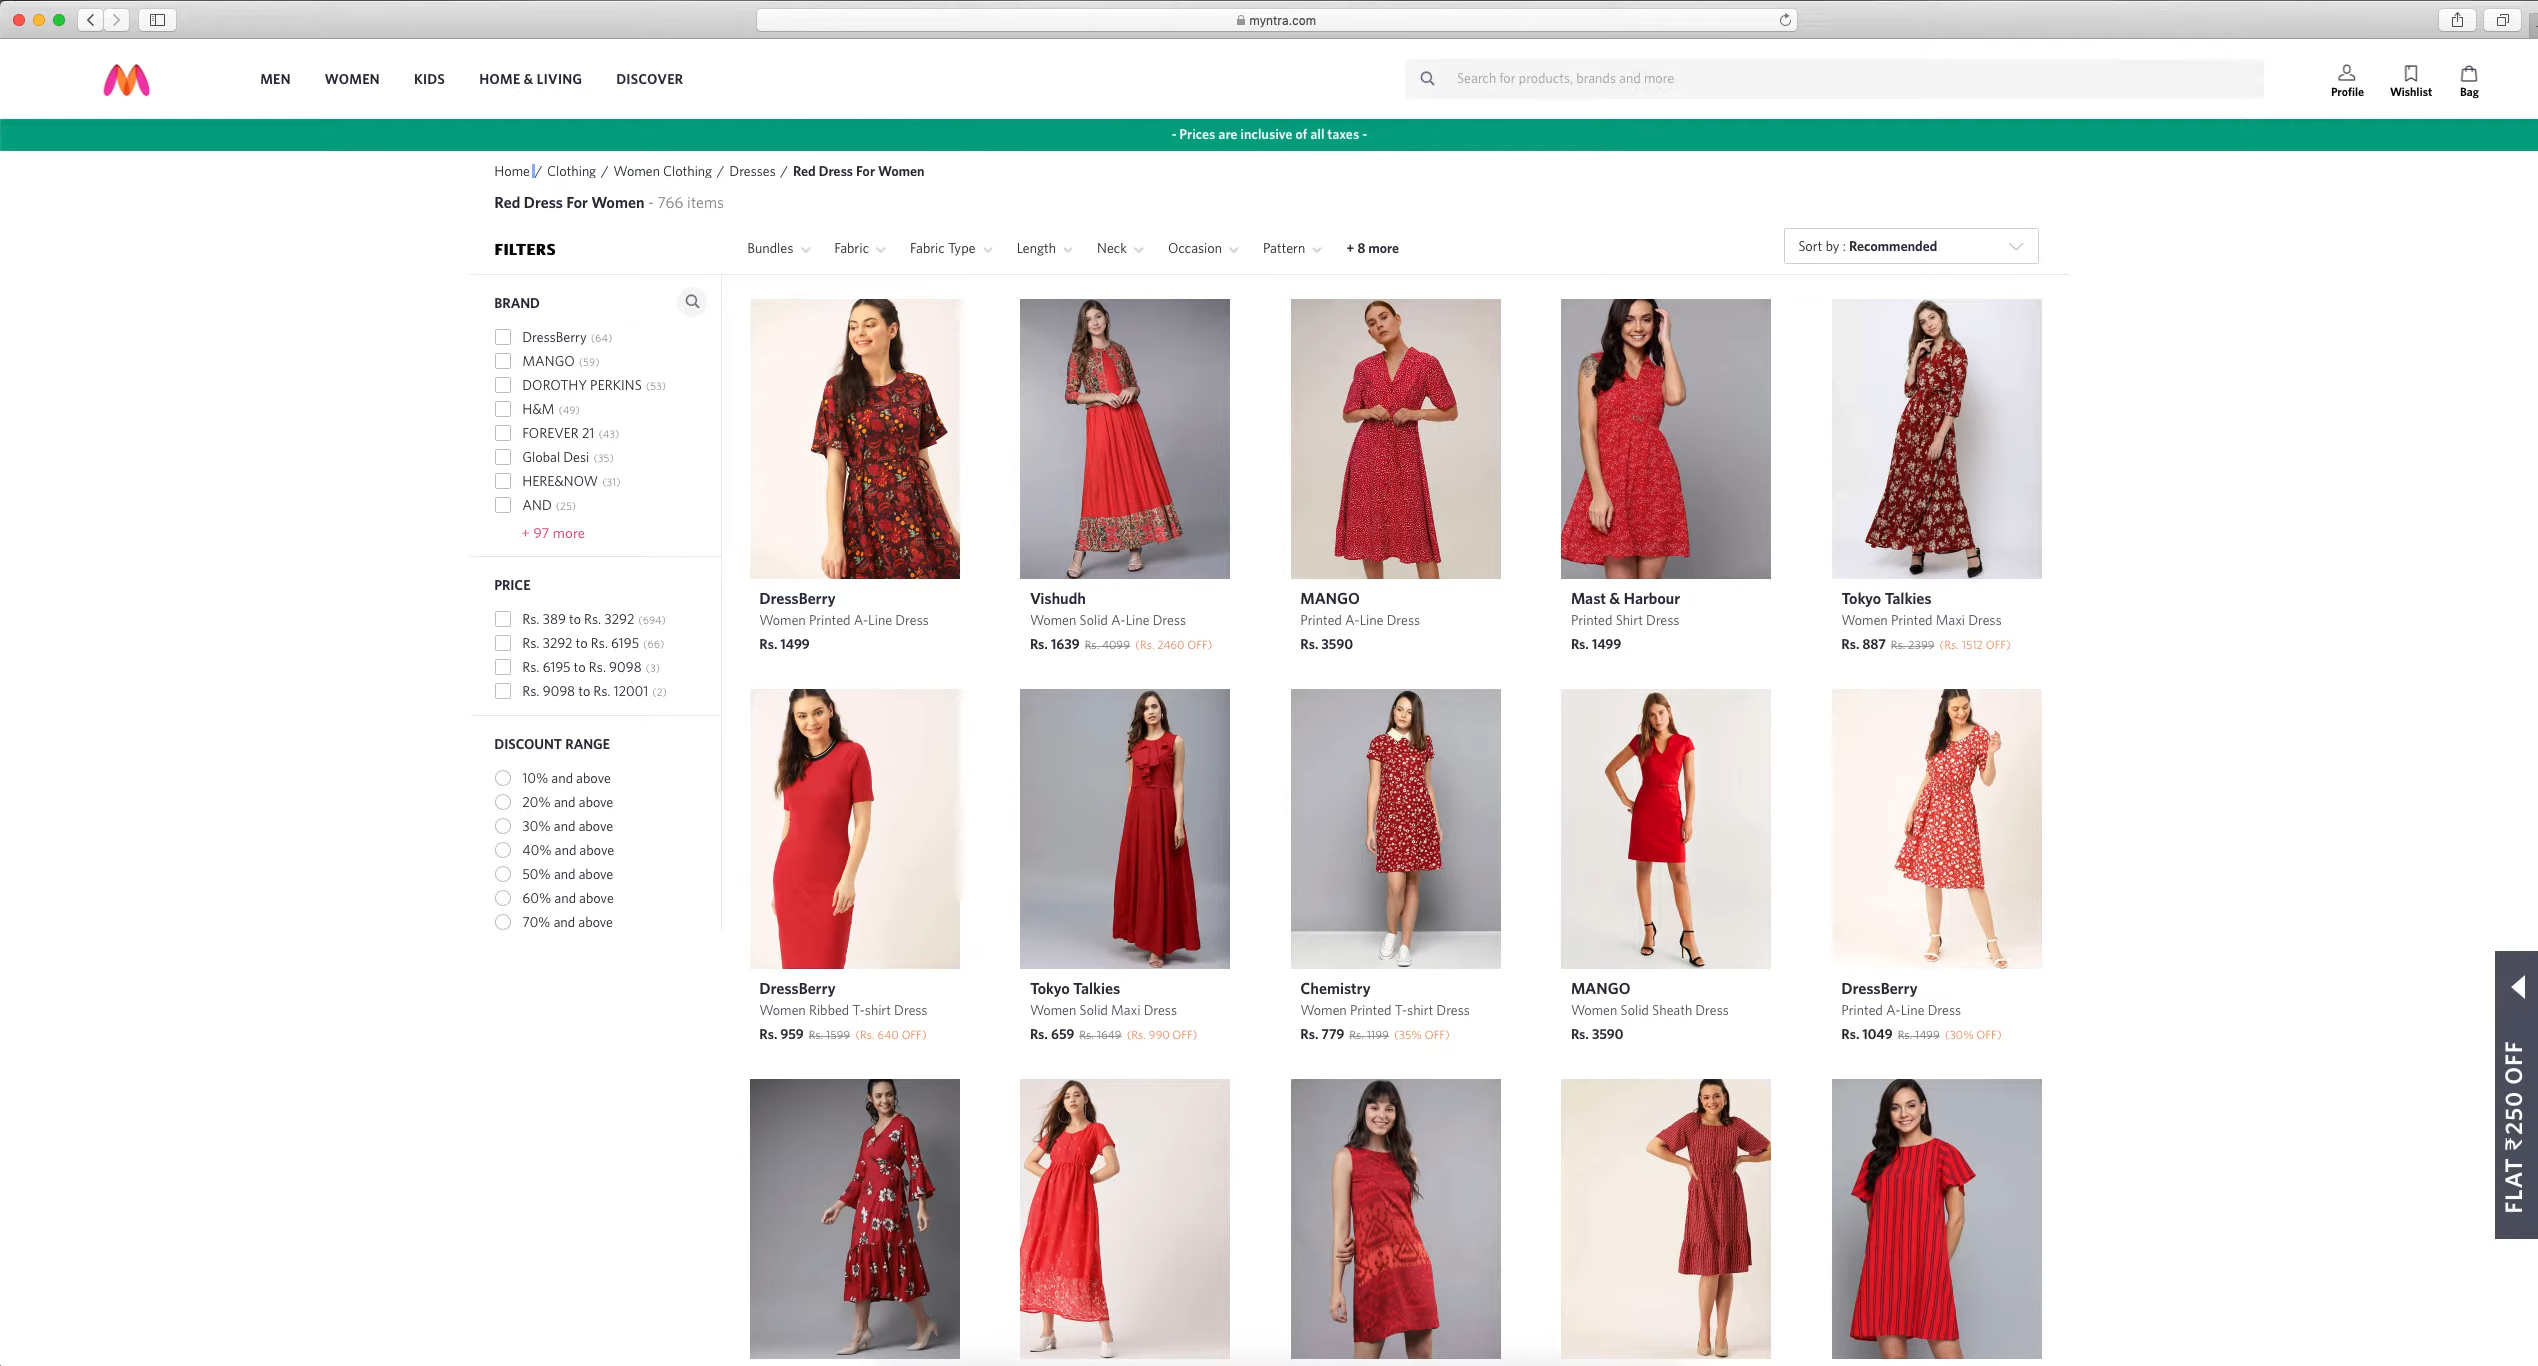 myntra.com
MEN WOMEN KIDS HOME & LIVING DISCOVER
Search for products, brands and more
Profile Wishlist Bag
- Prices are inclusive of all taxes -
Home / Clothing / Women Clothing / Dresses / Red Dress For Women
Red Dress For Women - 766 items
FILTERS
Bundles Fabric Fabric Type Length Neck Occasion Pattern + 8 more
Sort by : Recommended
BRAND
DressBerry (64)
MANGO (59)
DOROTHY PERKINS (53)
H&M (49)
FOREVER 21 (43)
Global Desi (35)
HERE&NOW (31)
AND (25)
+ 97 more
PRICE
Rs. 389 to Rs. 3292 (694)
Rs. 3292 to Rs. 6195 (66)
Rs. 6195 to Rs. 9098 (3)
Rs. 9098 to Rs. 12001 (2)
DISCOUNT RANGE
10% and above
20% and above
30% and above
40% and above
50% and above
60% and above
70% and above
DressBerry
Women Printed A-Line Dress
Rs. 1499
Vishudh
Women Solid A-Line Dress
Rs. 1639 Rs. 4099 (Rs. 2460 OFF)
MANGO
Printed A-Line Dress
Rs. 3590
Mast & Harbour
Printed Shirt Dress
Rs. 1499
Tokyo Talkies
Women Printed Maxi Dress
Rs. 887 Rs. 2399 (Rs. 1512 OFF)
DressBerry
Women Ribbed T-shirt Dress
Rs. 959 Rs. 1599 (Rs. 640 OFF)
Tokyo Talkies
Women Solid Maxi Dress
Rs. 659 Rs. 1649 (Rs. 990 OFF)
Chemistry
Women Printed T-shirt Dress
Rs. 779 Rs. 1199 (35% OFF)
MANGO
Women Solid Sheath Dress
Rs. 3590
DressBerry
Printed A-Line Dress
Rs. 1049 Rs. 1499 (30% OFF)
FLAT ₹250 OFF